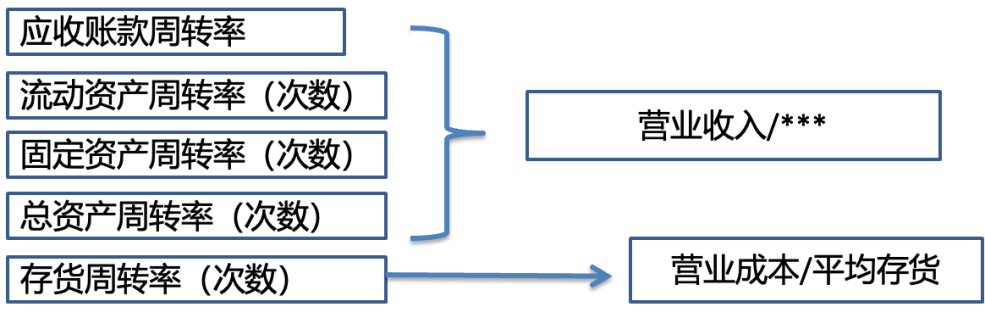 应收账款周转率
流动资产周转率（次数）
固定资产周转率（次数）
总资产周转率（次数）
存货周转率（次数）
营业收入/***
营业成本/平均存货